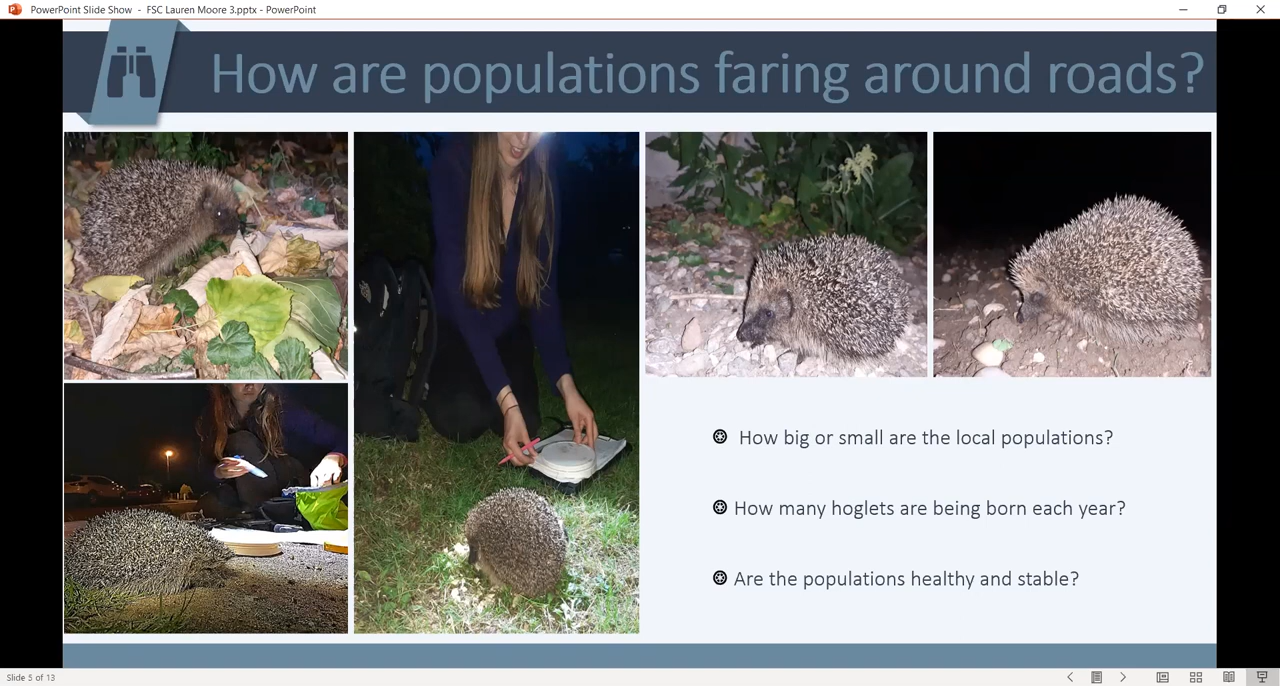 PowerPoint Slide Show - FSC Lauren Moore 3.pptx - PowerPoint
How are populations faring around roads?
How big or small are the local populations?
How many hoglets are being born each year?
Are the populations healthy and stable?
Slide 5 of 13